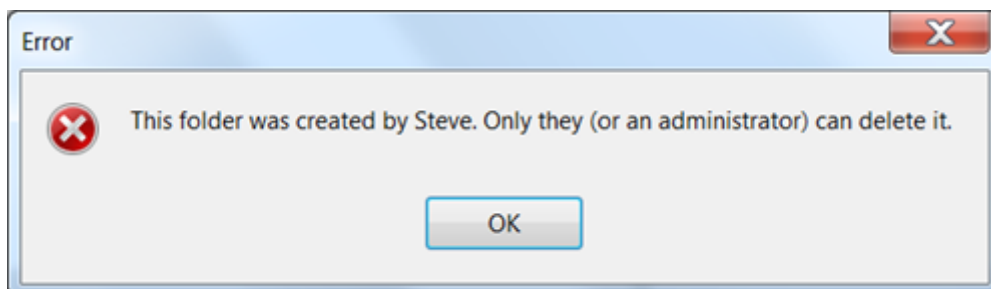 Error
This folder was created by Steve. Only they (or an administrator) can delete it.
OK